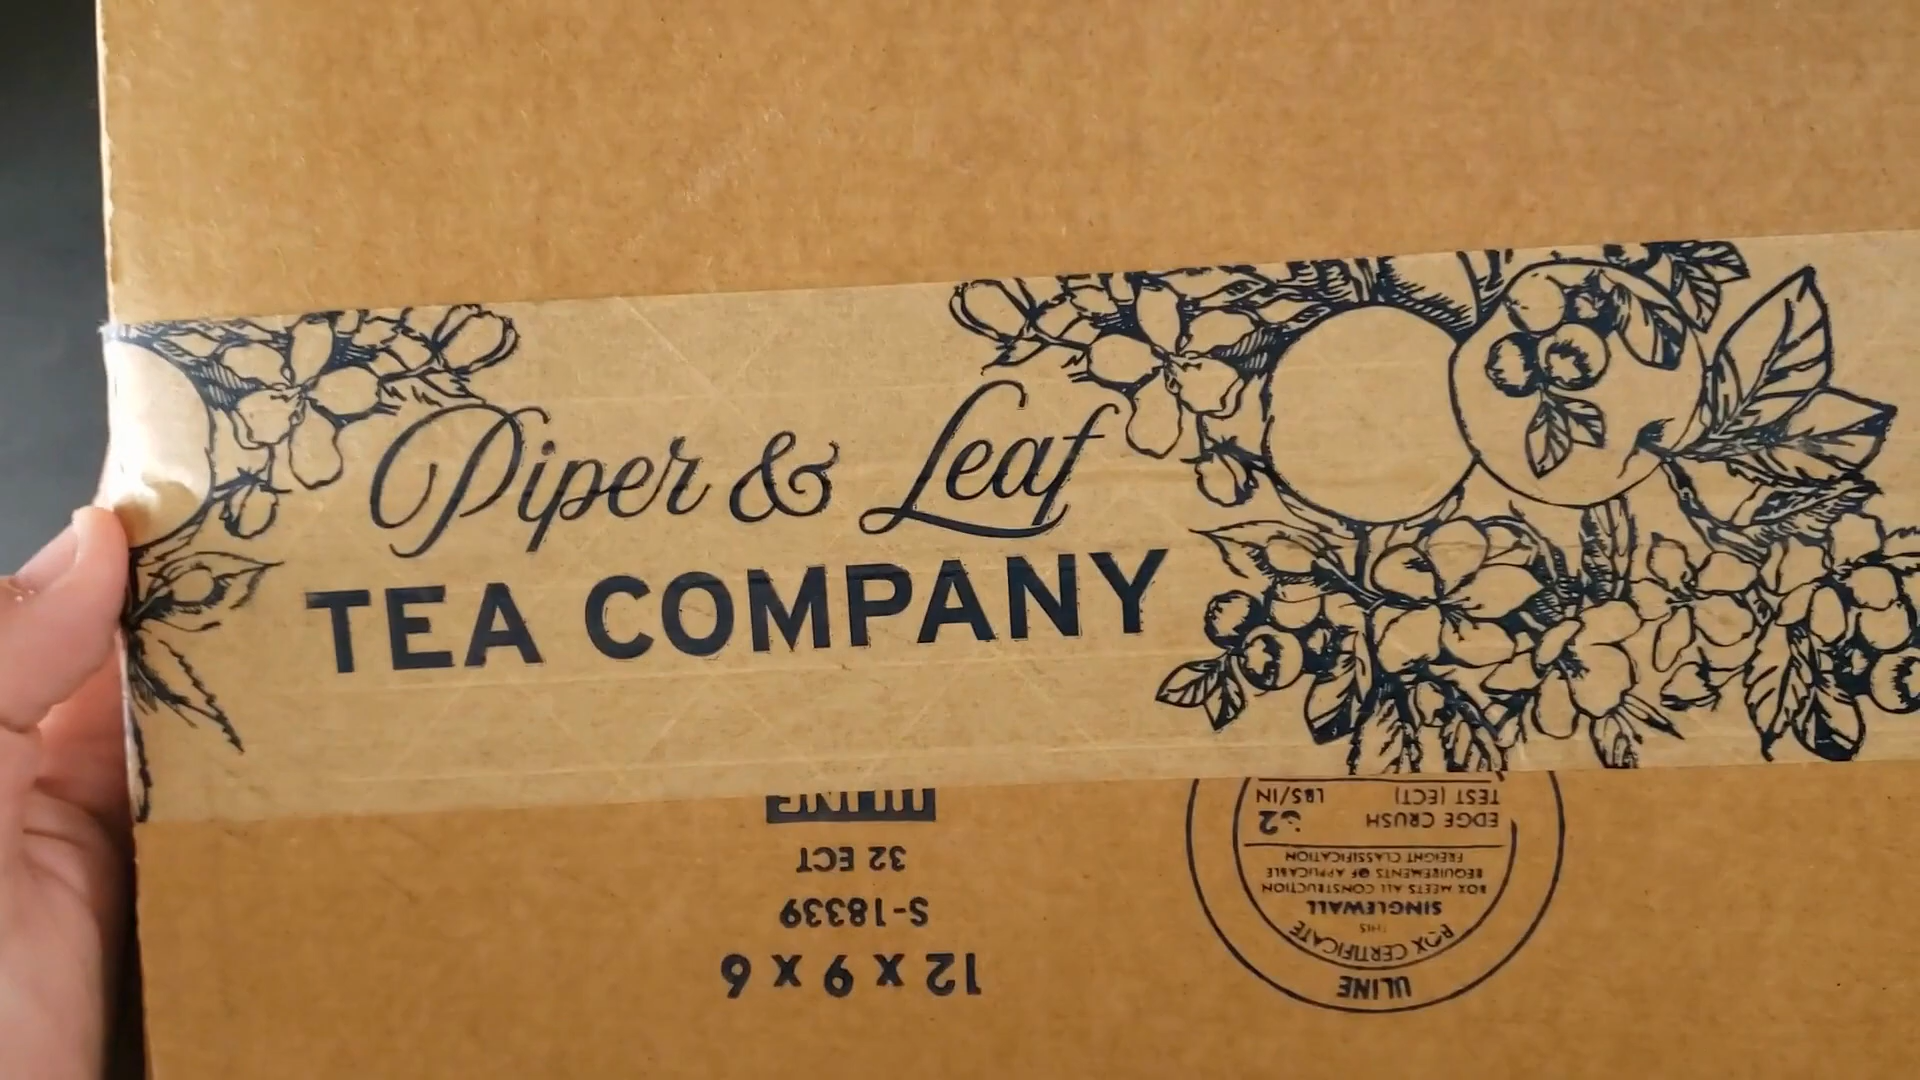 Piper & Leaf
TEA COMPANY
ULINE
32 ECT
S-18339
12 x 9 x 6
ULINE
BOX CERTIFICATE
THIS
SINGLEWALL
BOX MEETS ALL CONSTRUCTION
REQUIREMENTS OF APPLICABLE
FREIGHT CLASSIFICATION
EDGE CRUSH
TEST (ECT)
32
LBS/IN